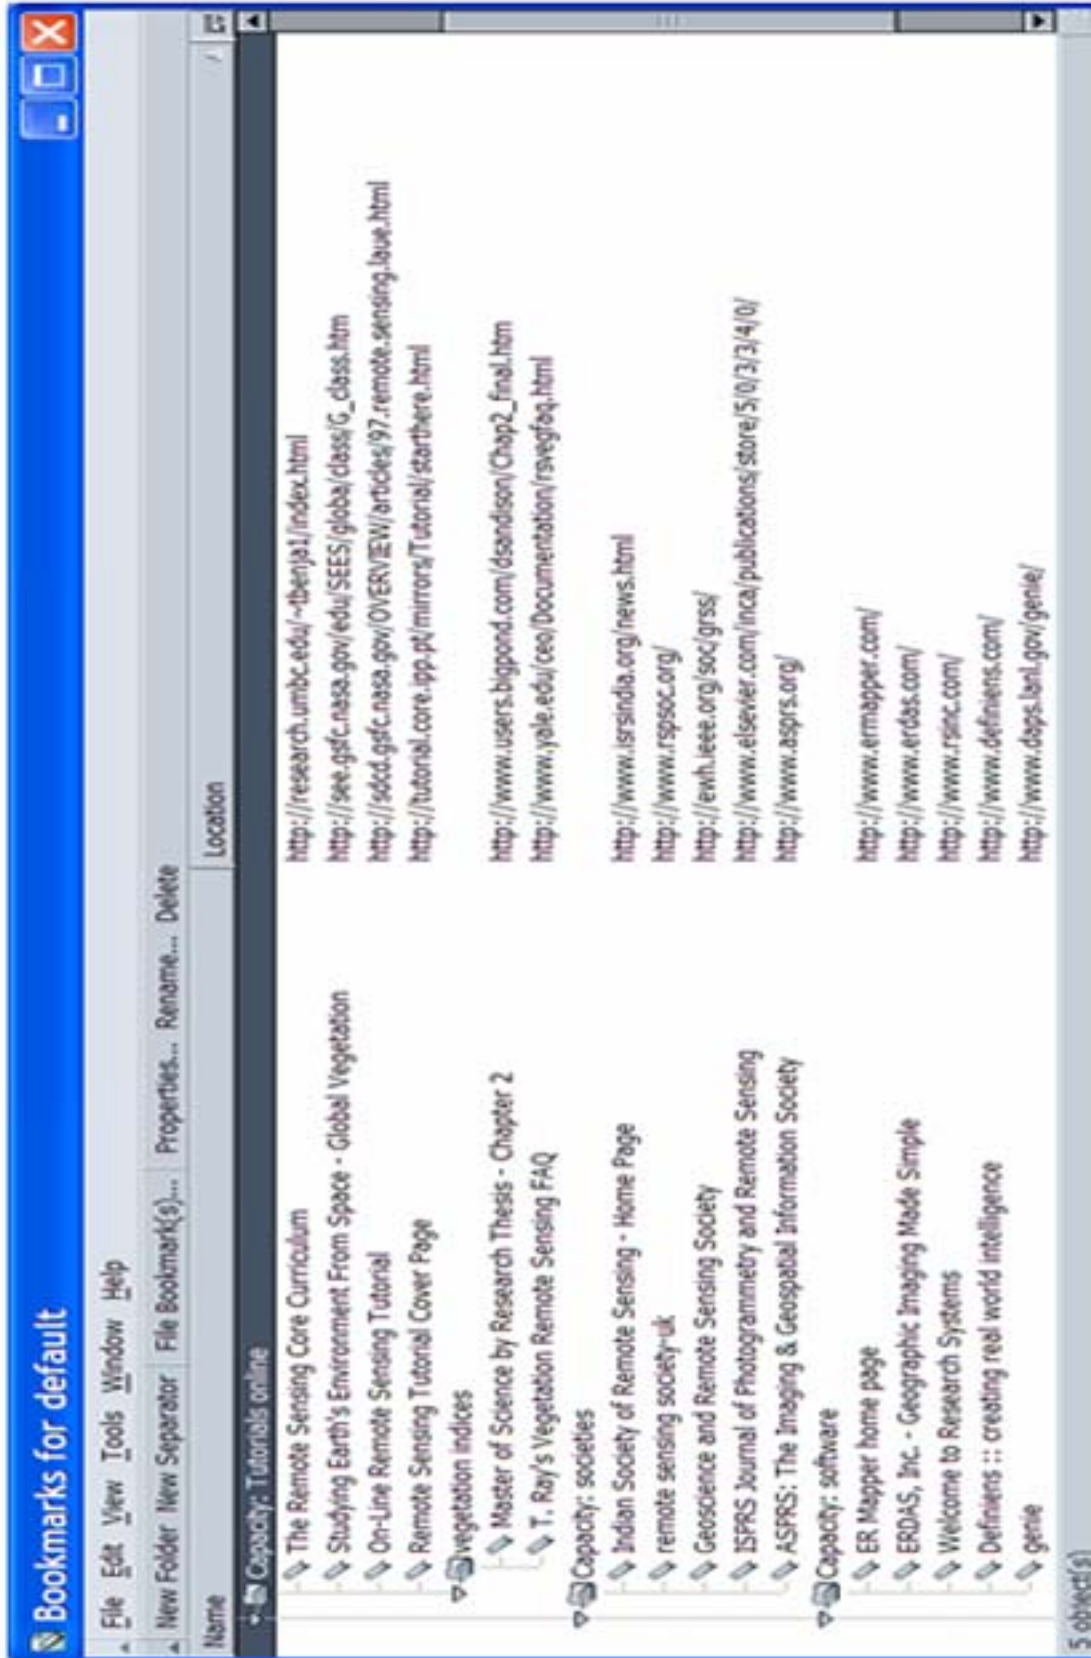 Bookmarks for default
File Edit View Tools Window Help
New Folder New Separator File Bookmark(s)... Properties... Rename... Delete
Name Location /
Capacity: Tutorials online
The Remote Sensing Core Curriculum http://research.umbc.edu/~tbenja1/index.html
Studying Earth's Environment From Space - Global Vegetation http://see.gsfc.nasa.gov/edu/SEES/globa/class/G_class.htm
On-Line Remote Sensing Tutorial http://sdcd.gsfc.nasa.gov/OVERVIEW/articles/97.remote.sensing.laue.html
Remote Sensing Tutorial Cover Page http://tutorial.core.ipp.pt/mirrors/Tutorial/starthere.html
vegetation indices
Master of Science by Research Thesis - Chapter 2 http://www.users.bigpond.com/dsandison/Chap2_final.htm
T. Ray's Vegetation Remote Sensing FAQ http://www.yale.edu/ceo/Documentation/rsvegfaq.html
Capacity: societies
Indian Society of Remote Sensing - Home Page http://www.isrsindia.org/news.html
remote sensing society-uk http://www.rspsoc.org/
Geoscience and Remote Sensing Society http://ewh.ieee.org/soc/grss/
ISPRS Journal of Photogrammetry and Remote Sensing http://www.elsevier.com/inca/publications/store/5/0/3/3/4/0/
ASPRS: The Imaging & Geospatial Information Society http://www.asprs.org/
Capacity: software
ER Mapper home page http://www.ermapper.com/
ERDAS, Inc. - Geographic Imaging Made Simple http://www.erdas.com/
Welcome to Research Systems http://www.rsinc.com/
Definiens :: creating real world intelligence http://www.definiens.com/
genie http://www.daps.lanl.gov/genie/
5 object(s)